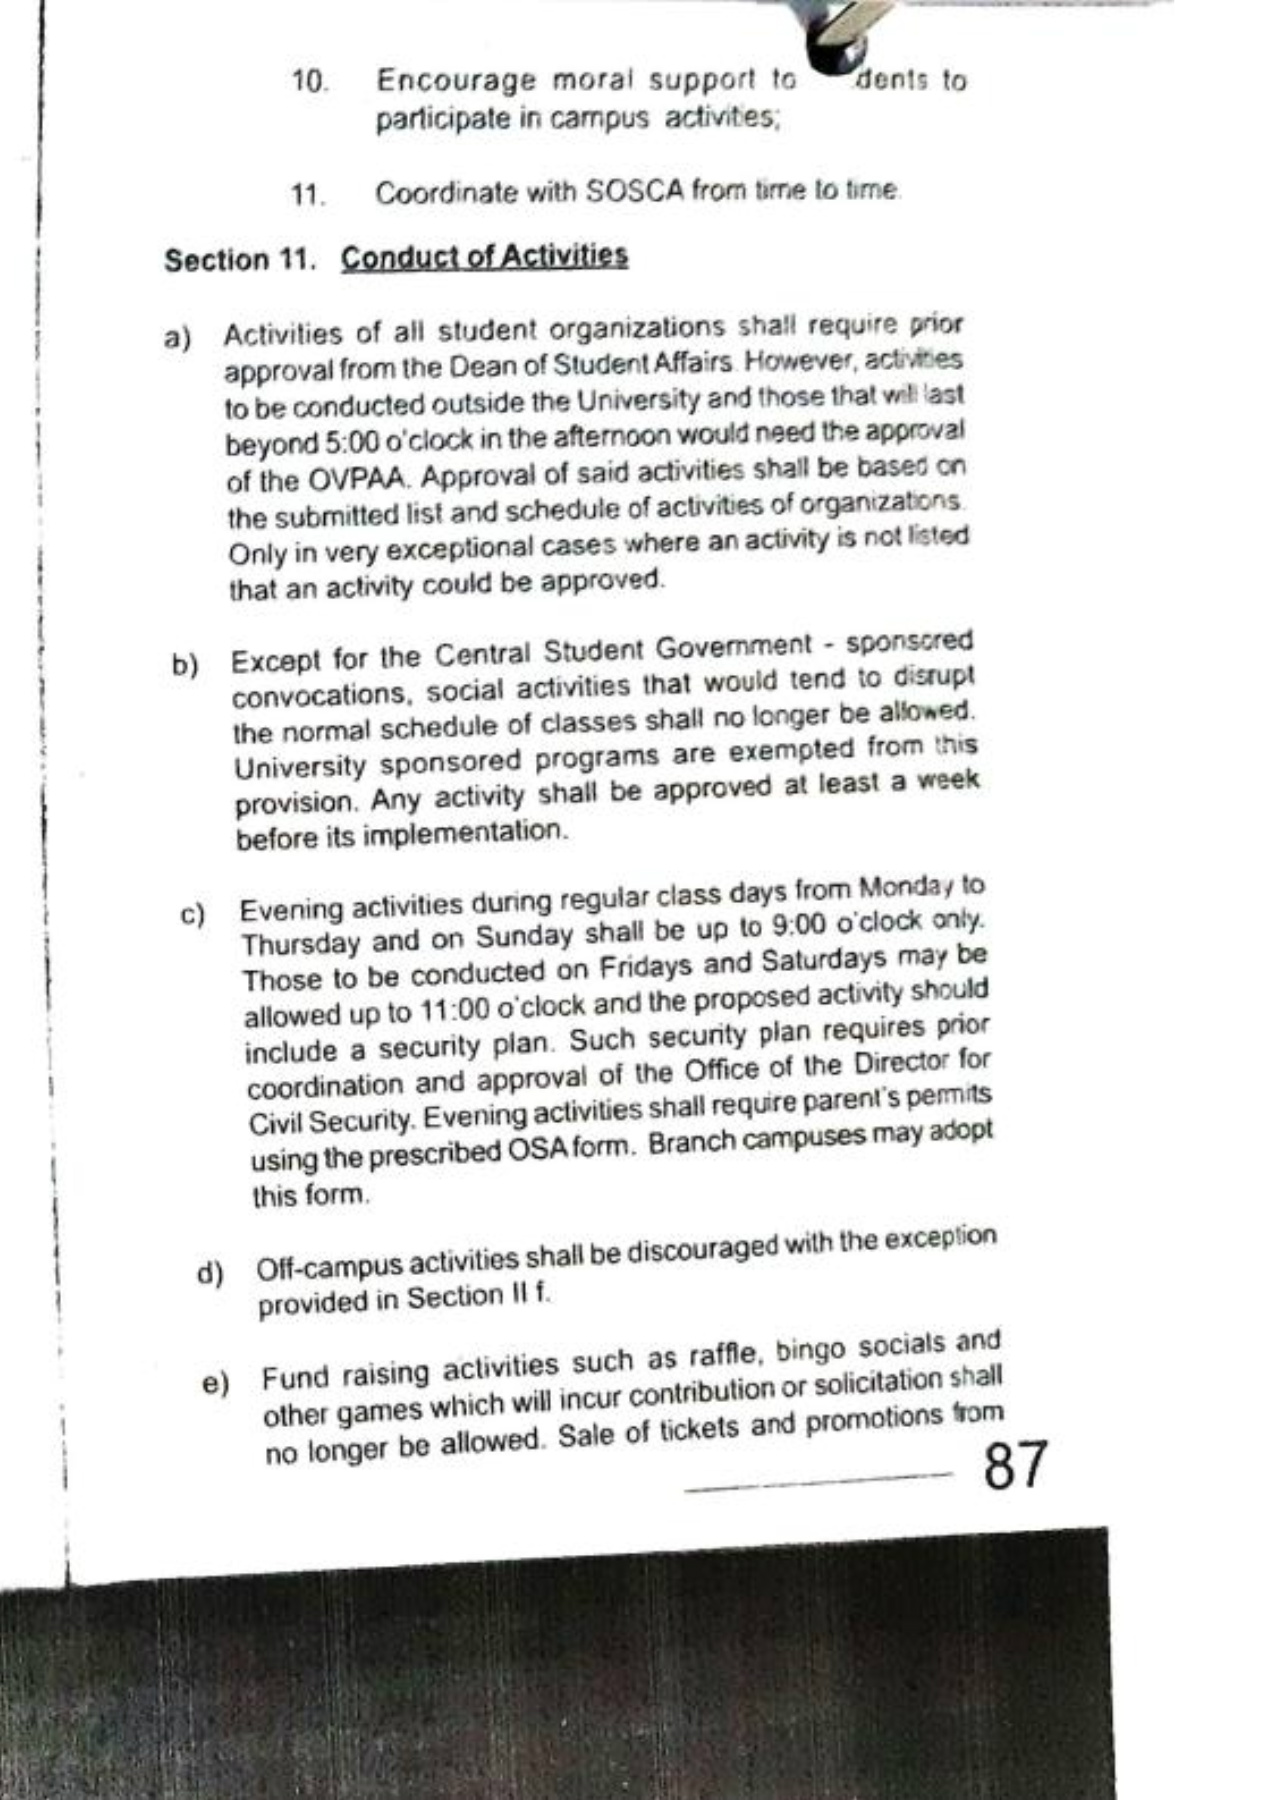 10. Encourage moral support to dents to
participate in campus activities;
11. Coordinate with SOSCA from time to time.
Section 11. Conduct of Activities
a) Activities of all student organizations shall require prior
approval from the Dean of Student Affairs. However, activities
to be conducted outside the University and those that will last
beyond 5:00 o'clock in the afternoon would need the approval
of the OVPAA. Approval of said activities shall be based on
the submitted list and schedule of activities of organizations.
Only in very exceptional cases where an activity is not listed
that an activity could be approved.
b) Except for the Central Student Government - sponsored
convocations, social activities that would tend to disrupt
the normal schedule of classes shall no longer be allowed.
University sponsored programs are exempted from this
provision. Any activity shall be approved at least a week
before its implementation.
c) Evening activities during regular class days from Monday to
Thursday and on Sunday shall be up to 9:00 o'clock only.
Those to be conducted on Fridays and Saturdays may be
allowed up to 11:00 o'clock and the proposed activity should
include a security plan. Such security plan requires prior
coordination and approval of the Office of the Director for
Civil Security. Evening activities shall require parent's permits
using the prescribed OSA form. Branch campuses may adopt
this form.
d) Off-campus activities shall be discouraged with the exception
provided in Section II f.
e) Fund raising activities such as raffle, bingo socials and
other games which will incur contribution or solicitation shall
no longer be allowed. Sale of tickets and promotions from
87